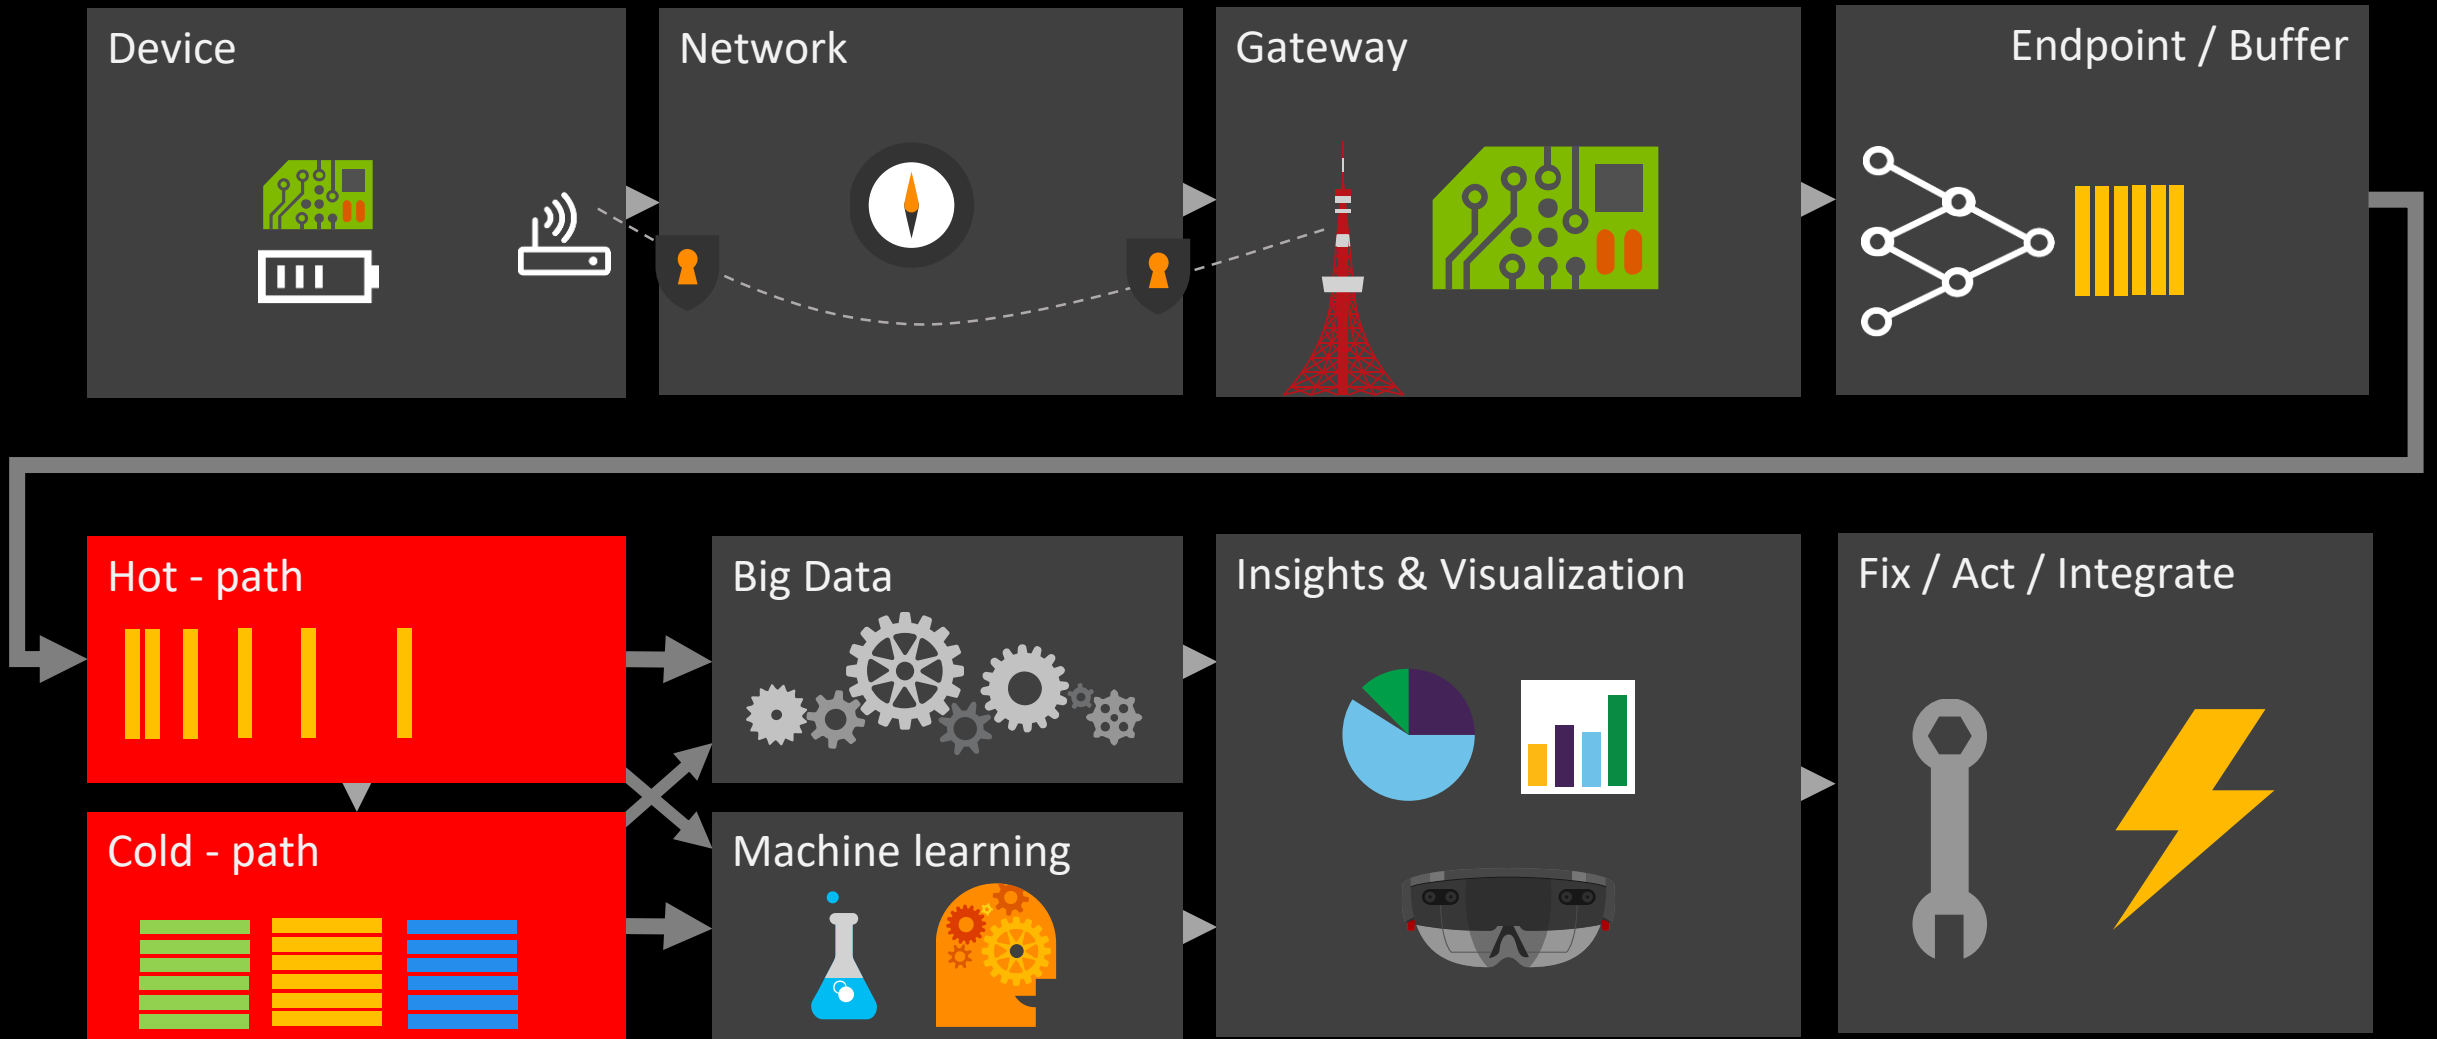 Device
Network
Gateway
Endpoint / Buffer
Hot - path
Big Data
Insights & Visualization
Fix / Act / Integrate
Cold - path
Machine learning